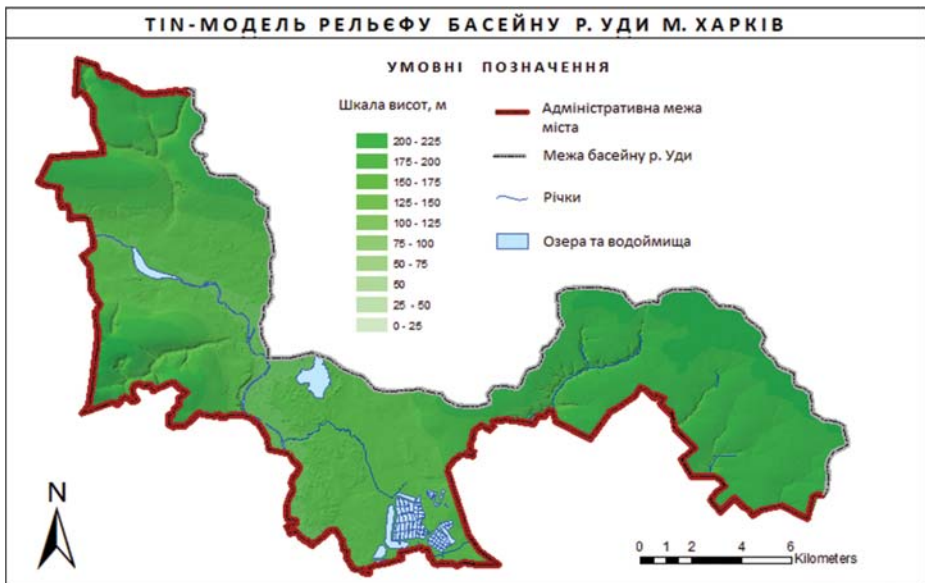 TIN-МОДЕЛЬ РЕЛЬЄФУ БАСЕЙНУ Р. УДИ М. ХАРКІВ
УМОВНІ ПОЗНАЧЕННЯ
Шкала висот, м
200 - 225
175 - 200
150 - 175
125 - 150
100 - 125
75 - 100
50 - 75
50
25 - 50
0 - 25
Адміністративна межа
міста
Межа басейну р. Уди
Річки
Озера та водоймища
N
0 1 2 4 6
Kilometers